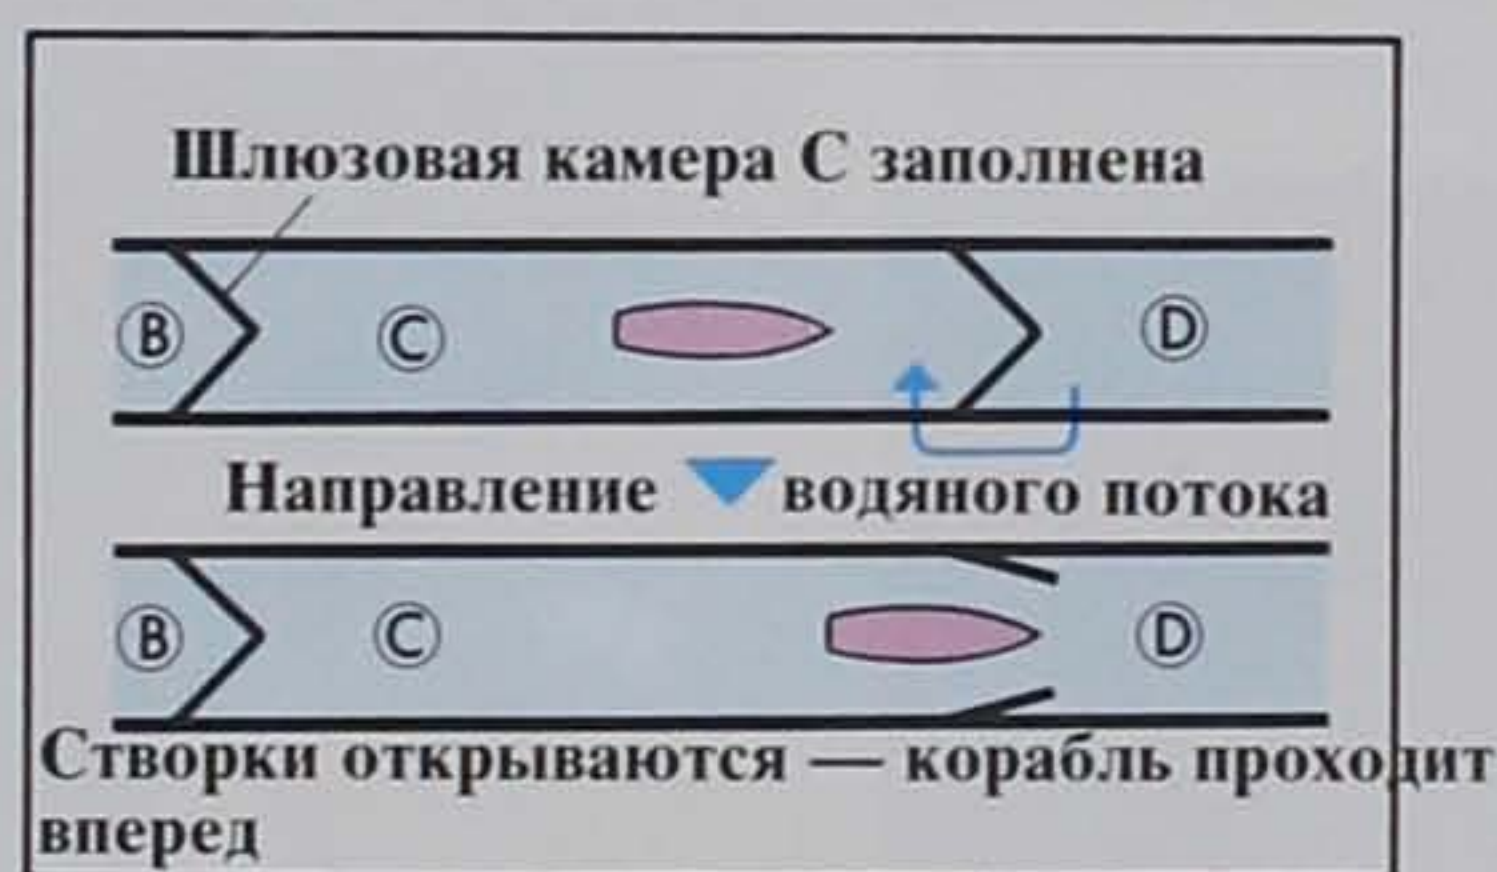 Шлюзовая камера С заполнена
B C D
Направление водяного потока
B C D
Створки открываются — корабль проходит
вперед